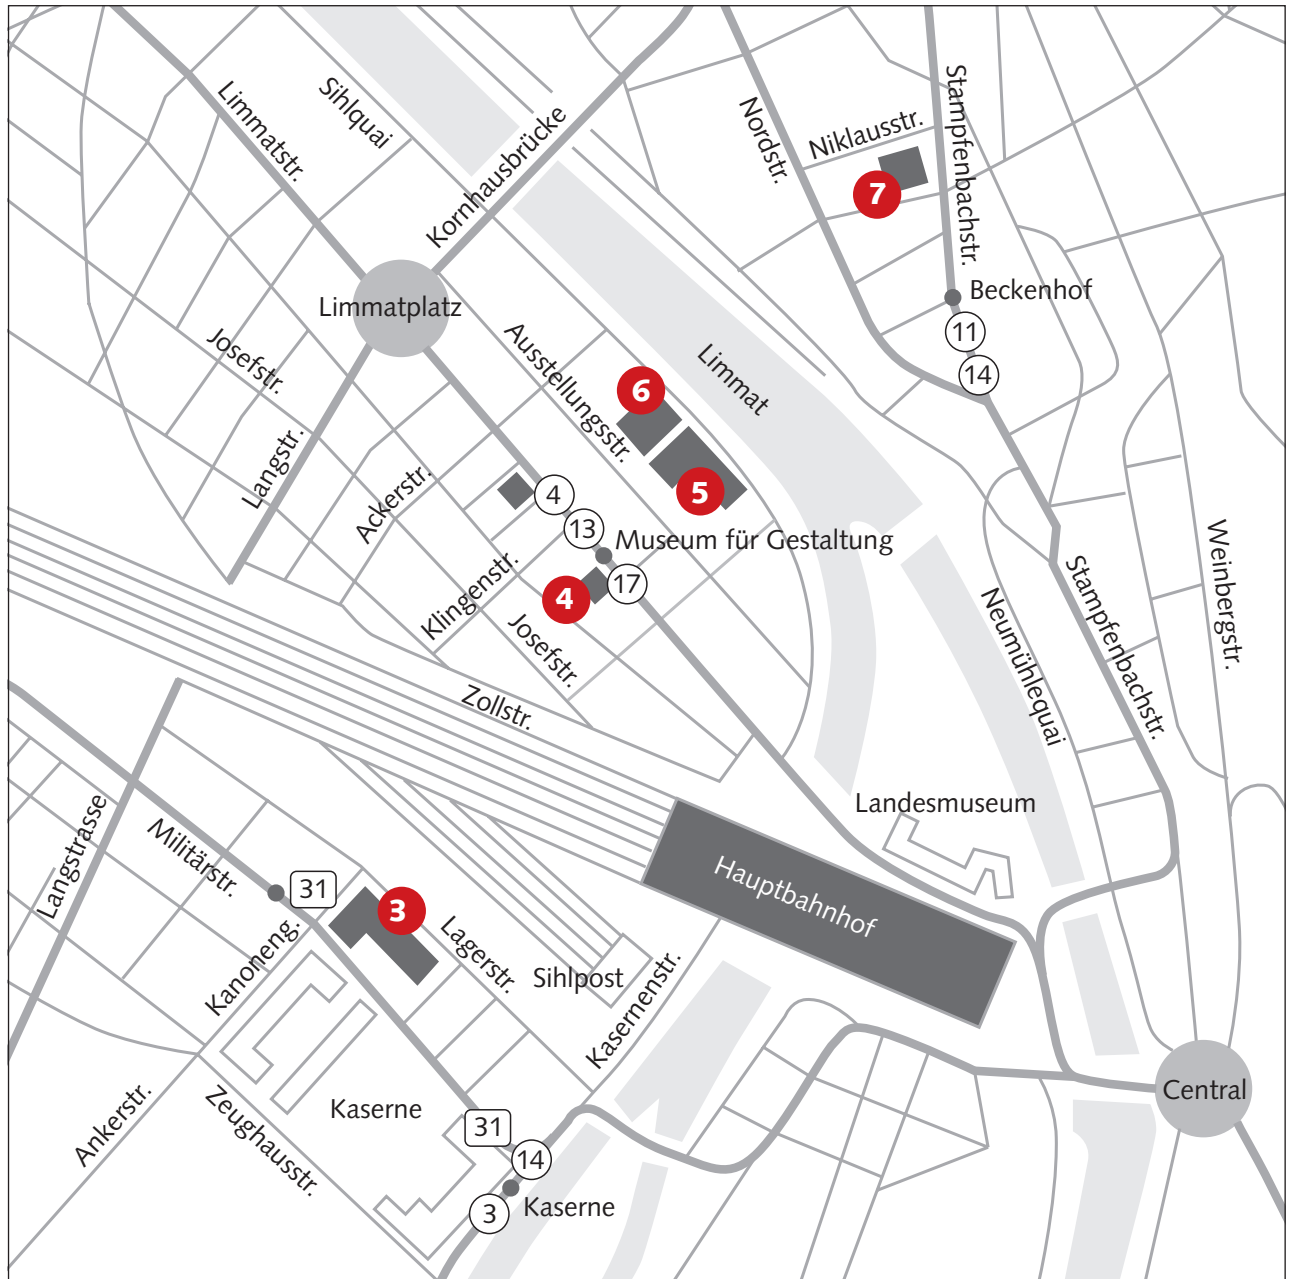 Limmatstr.
Sihlquai
Kornhausbrücke
Nordstr.
Niklausstr.
Stampfenbachstr.
7
Beckenhof
11
14
Limmatplatz
Josefstr.
Langstr.
Ausstellungsstr.
Limmat
6
5
Ackerstr.
4
13
Museum für Gestaltung
17
4
Klingenstr.
Josefstr.
Zollstr.
Neumühlequai
Stampfenbachstr.
Weinbergstr.
Landesmuseum
Hauptbahnhof
Langstrasse
Militärstr.
31
3
Kanoneng.
Lagerstr.
Sihlpost
Kasernenstr.
Ankerstr.
Zeughausstr.
Kaserne
31
14
3
Kaserne
Central